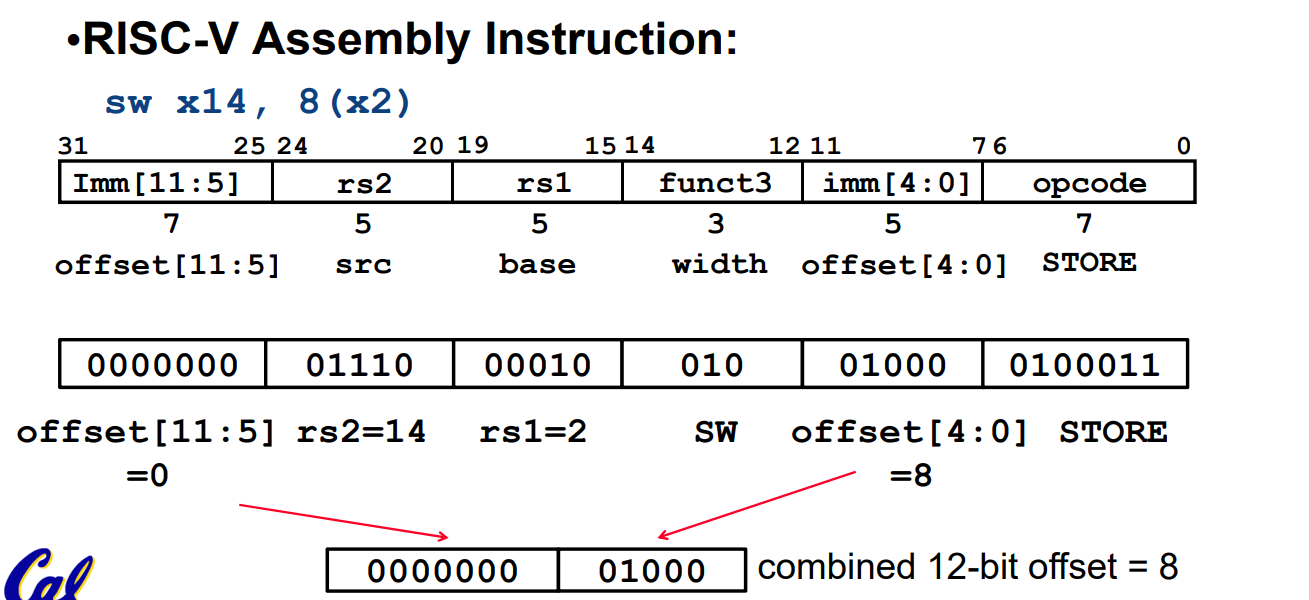 •RISC-V Assembly Instruction:
sw x14, 8(x2)
31 25 24 20 19 15 14 12 11 7 6 0
Imm[11:5] rs2 rs1 funct3 imm[4:0] opcode
7 5 5 3 5 7
offset[11:5] src base width offset[4:0] STORE
0000000 01110 00010 010 01000 0100011
offset[11:5] rs2=14 rs1=2 SW offset[4:0] STORE
=0 =8
0000000 01000 combined 12-bit offset = 8
Cal